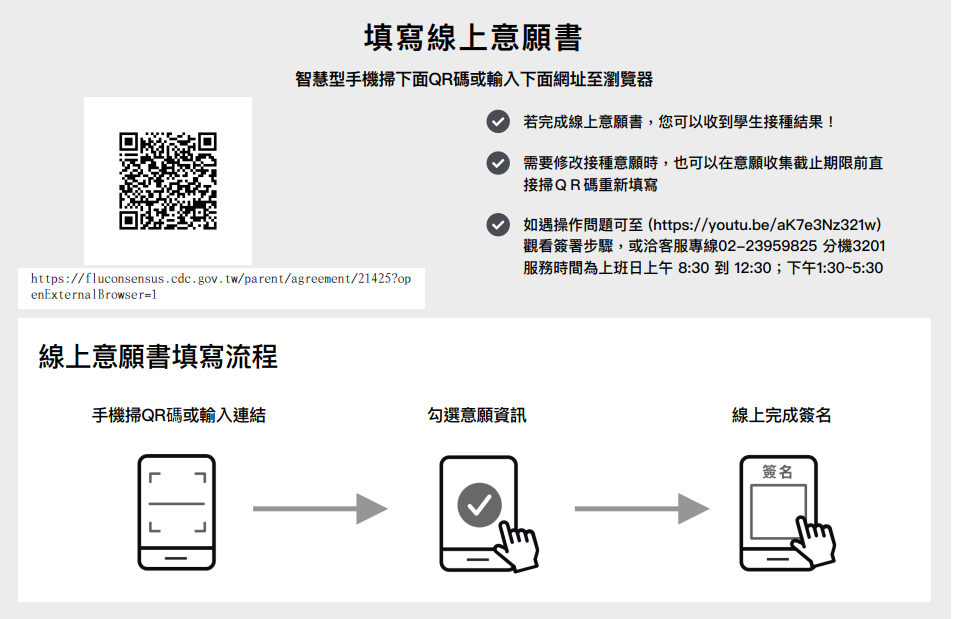 填寫線上意願書
智慧型手機掃下面QR碼或輸入下面網址至瀏覽器
https://fluconsensus.cdc.gov.tw/parent/agreement/21425?op
enExternalBrowser=1
若完成線上意願書，您可以收到學生接種結果！
需要修改接種意願時，也可以在意願收集截止期限前直
接掃ＱＲ碼重新填寫
如遇操作問題可至 (https://youtu.be/aK7e3Nz321w)
觀看簽署步驟，或洽客服專線02-23959825 分機3201
服務時間為上班日上午 8:30 到 12:30；下午1:30~5:30
線上意願書填寫流程
手機掃QR碼或輸入連結
勾選意願資訊
線上完成簽名
簽名